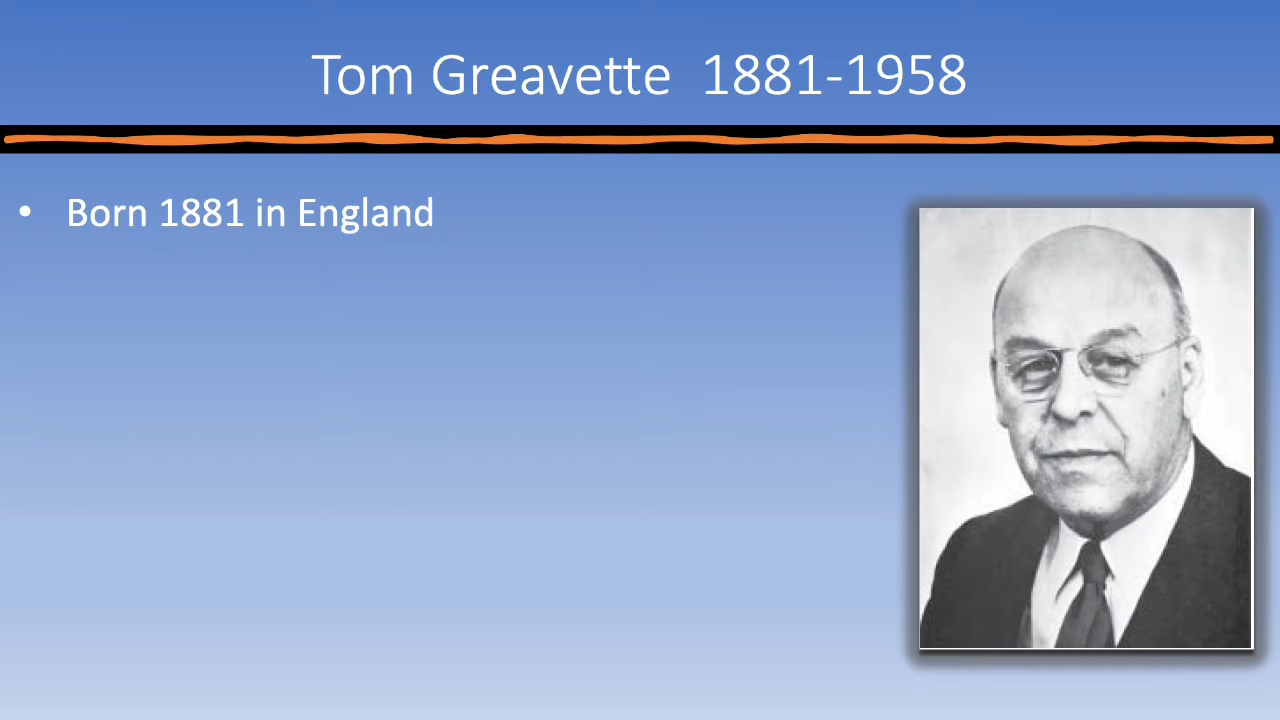 Tom Greavette 1881-1958
• Born 1881 in England